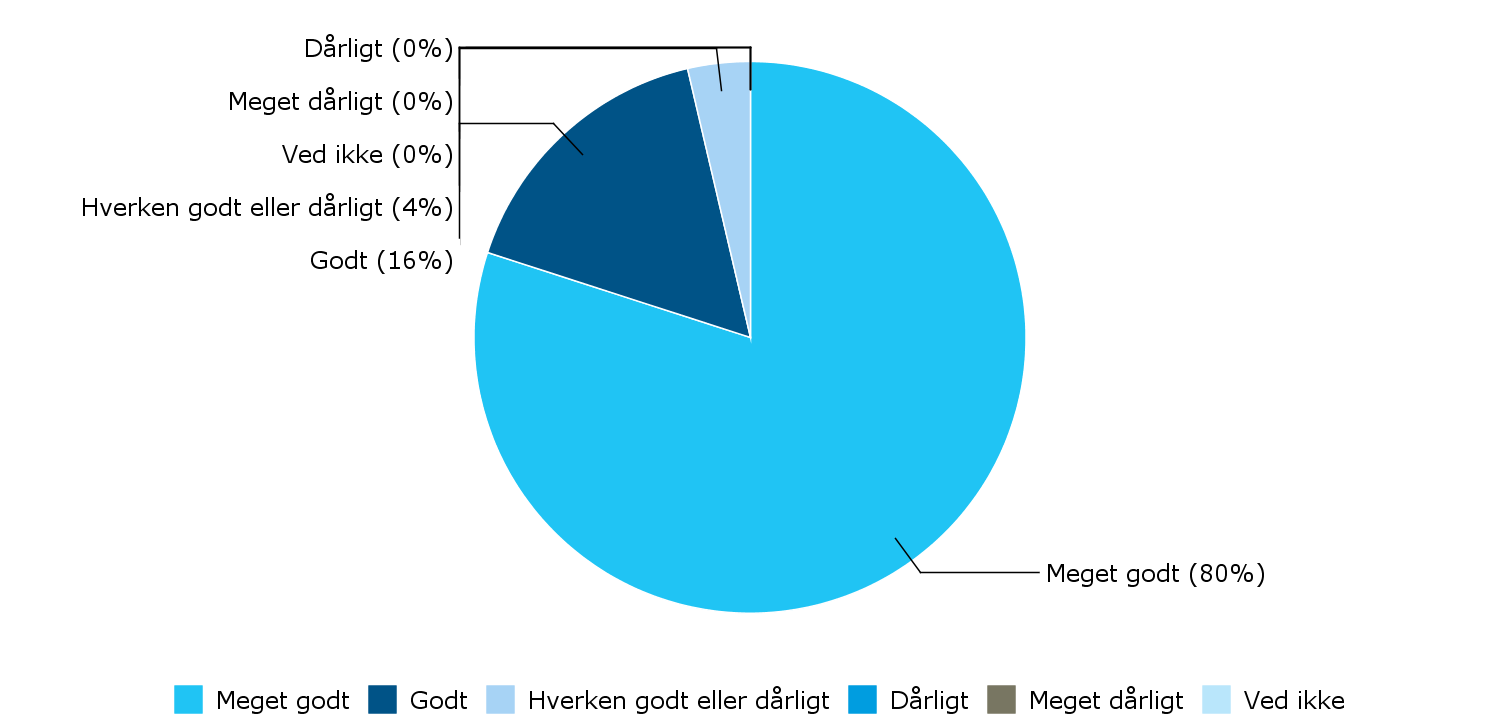 Dårligt (0%)
Meget dårligt (0%)
Ved ikke (0%)
Hverken godt eller dårligt (4%)
Godt (16%)
Meget godt (80%)
Meget godt Godt Hverken godt eller dårligt Dårligt Meget dårligt Ved ikke